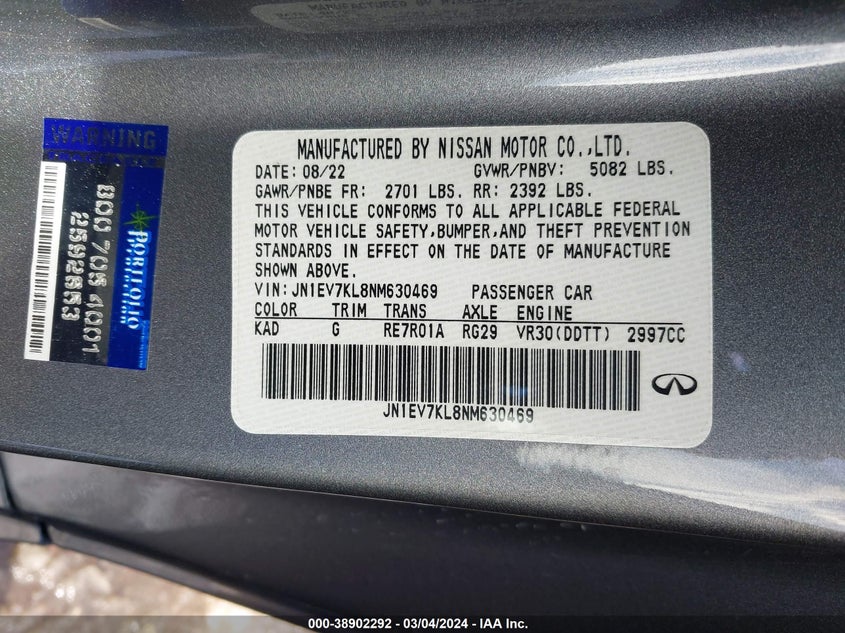 MANUFACTURED BY NISSAN MOTOR CO.,LTD.
DATE: 08/22 GVWR/PNBV: 5082 LBS.
GAWR/PNBE FR: 2701 LBS. RR: 2392 LBS.
THIS VEHICLE CONFORMS TO ALL APPLICABLE FEDERAL
MOTOR VEHICLE SAFETY,BUMPER,AND THEFT PREVENTION
STANDARDS IN EFFECT ON THE DATE OF MANUFACTURE
SHOWN ABOVE.
VIN: JN1EV7KL8NM630469 PASSENGER CAR
COLOR TRIM TRANS AXLE ENGINE
KAD G RE7R01A RG29 VR30(DDTT) 2997CC
JN1EV7KL8NM630469
WARNING
PORTFOLIO
800 705 4001
25926553
000-38902292 - 03/04/2024 - IAA Inc.